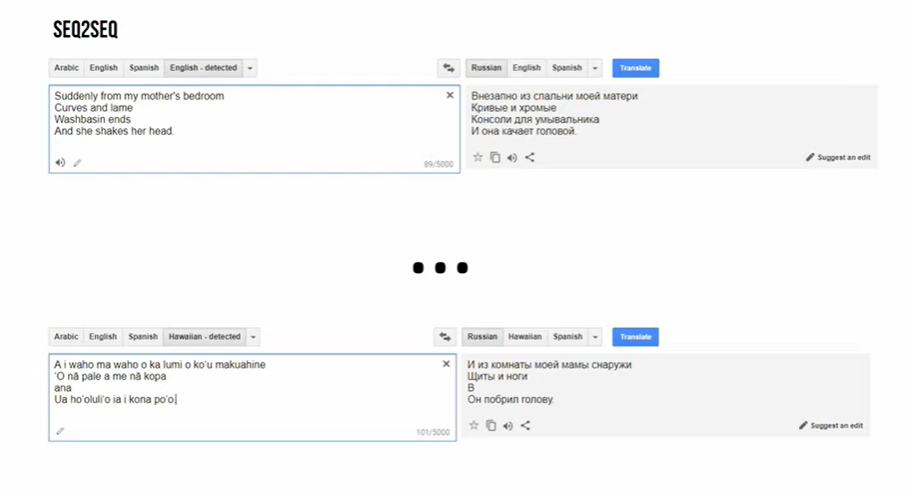 SEQ2SEQ
Arabic English Spanish English - detected
Russian English Spanish Translate
Suddenly from my mother's bedroom
Curves and lame
Washbasin ends
And she shakes her head.
89/5000
Внезапно из спальни моей матери
Кривые и хромые
Консоли для умывальника
И она качает головой.
Suggest an edit
...
Arabic English Spanish Hawaiian - detected
Russian Hawaiian Spanish Translate
A i waho ma waho o ka lumi o ko'u makuahine
'O nā pale a me nā kopa
ana
Ua ho'oluli'o ia i kona po'o.
101/5000
И из комнаты моей мамы снаружи
Щиты и ноги
В
Он побрил голову.
Suggest an edit